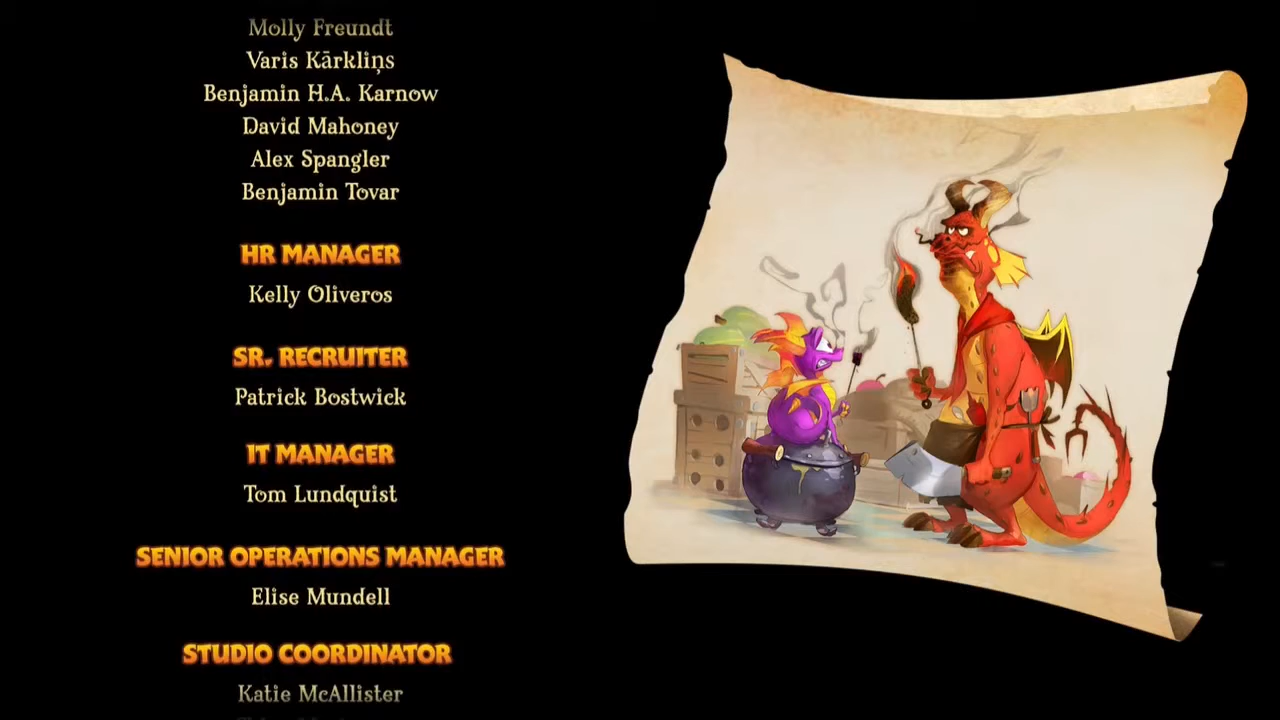 Molly Freundt
Varis Kārkliņs
Benjamin H.A. Karnow
David Mahoney
Alex Spangler
Benjamin Tovar
HR MANAGER
Kelly Oliveros
SR. RECRUITER
Patrick Bostwick
IT MANAGER
Tom Lundquist
SENIOR OPERATIONS MANAGER
Elise Mundell
STUDIO COORDINATOR
Katie McAllister